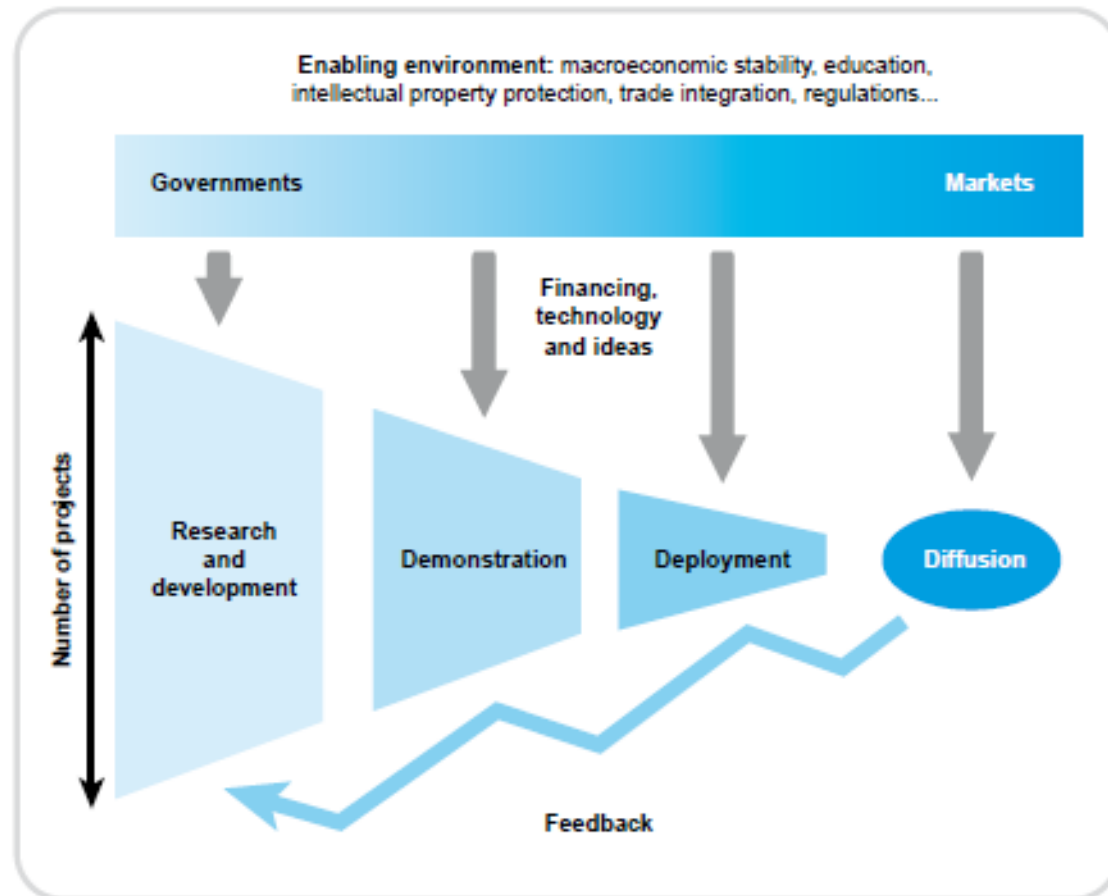 Enabling environment: macroeconomic stability, education,
intellectual property protection, trade integration, regulations...
Governments
Markets
Financing,
technology
and ideas
Number of projects
Research
and
development
Demonstration
Deployment
Diffusion
Feedback